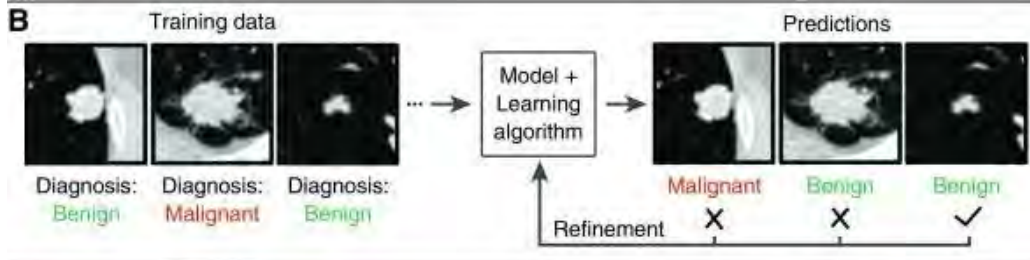 B
Training data
Predictions
...
Model +
Learning
algorithm
Diagnosis:
Benign
Diagnosis:
Malignant
Diagnosis:
Benign
Malignant
Benign
Benign
Refinement